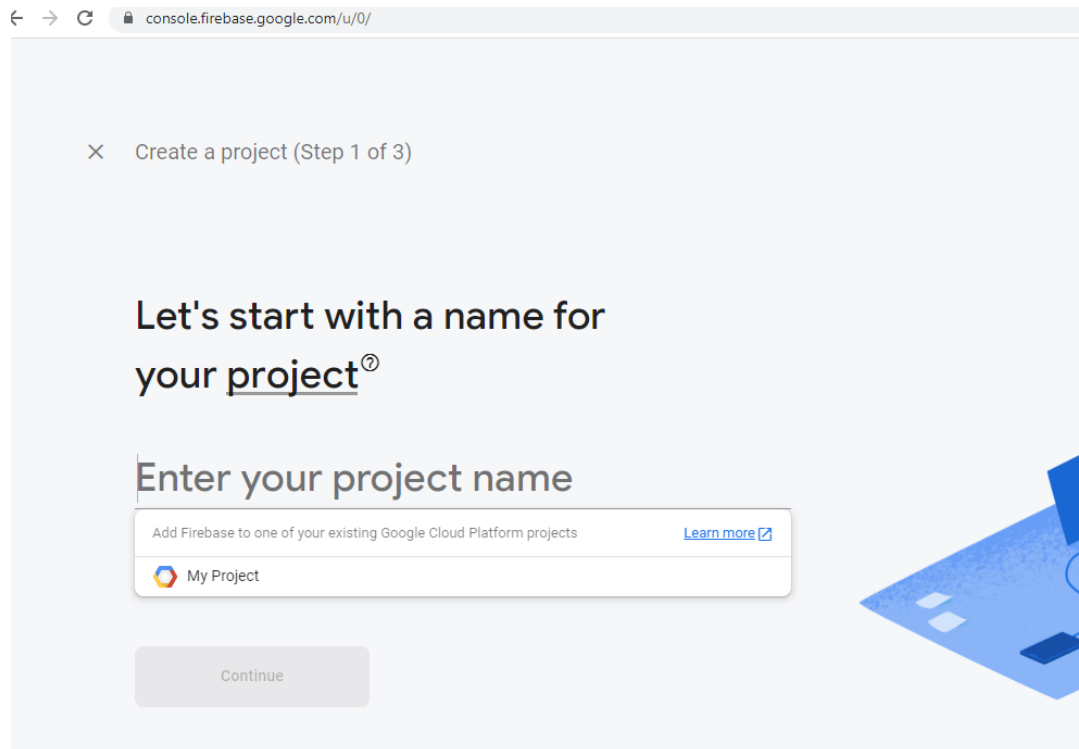 console.firebase.google.com/u/0/
Create a project (Step 1 of 3)
Let's start with a name for
your project
Enter your project name
Add Firebase to one of your existing Google Cloud Platform projects Learn more
My Project
Continue